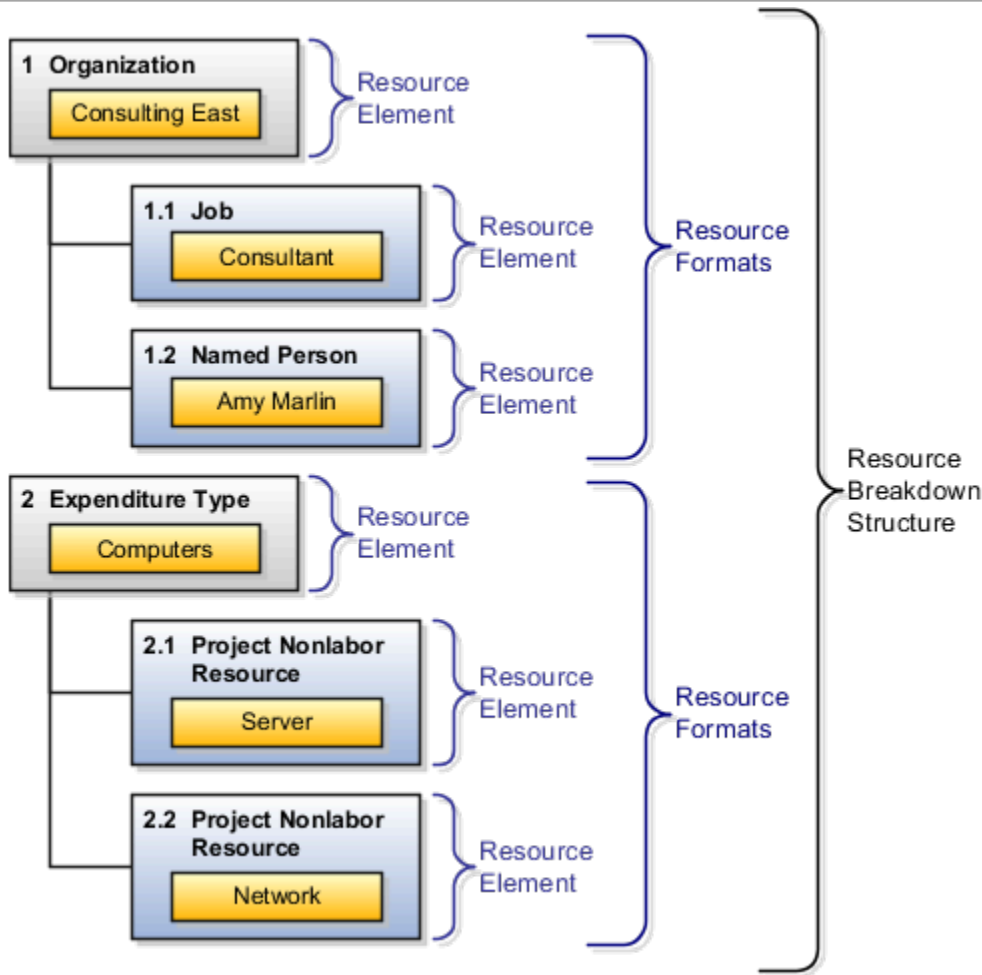 1 Organization
Consulting East
Resource
Element
1.1 Job
Consultant
Resource
Element
Resource
Formats
1.2 Named Person
Amy Marlin
Resource
Element
2 Expenditure Type
Computers
Resource
Element
Resource
Breakdown
Structure
2.1 Project Nonlabor
Resource
Server
Resource
Element
Resource
Formats
2.2 Project Nonlabor
Resource
Network
Resource
Element